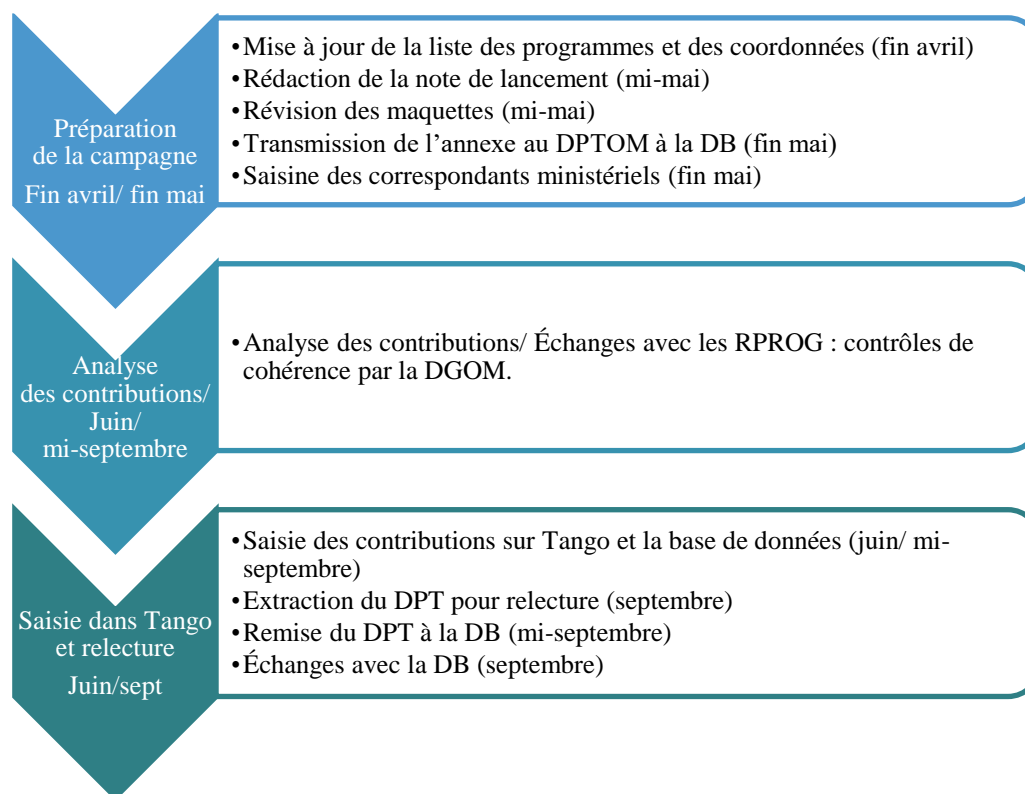 Préparation
de la campagne
Fin avril/ fin mai
•Mise à jour de la liste des programmes et des coordonnées (fin avril)
•Rédaction de la note de lancement (mi-mai)
•Révision des maquettes (mi-mai)
•Transmission de l’annexe au DPTOM à la DB (fin mai)
•Saisine des correspondants ministériels (fin mai)
Analyse
des contributions/
Juin/
mi-septembre
•Analyse des contributions/ Échanges avec les RPROG : contrôles de
cohérence par la DGOM.
Saisie dans Tango
et relecture
Juin/sept
•Saisie des contributions sur Tango et la base de données (juin/ mi-
septembre)
•Extraction du DPT pour relecture (septembre)
•Remise du DPT à la DB (mi-septembre)
•Échanges avec la DB (septembre)